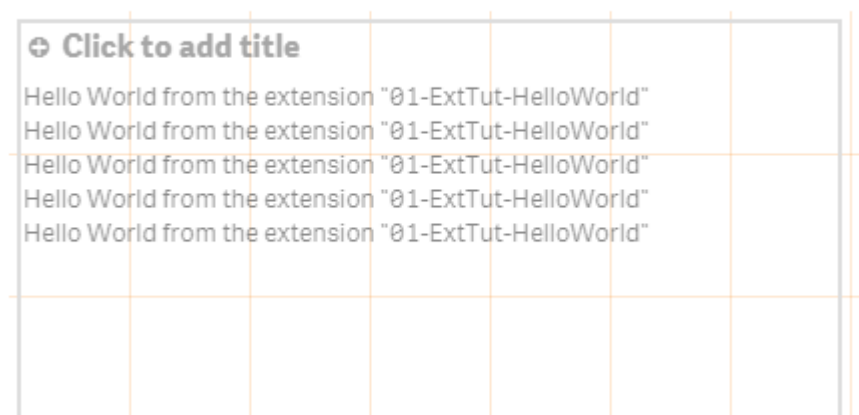 Click to add title
Hello World from the extension "01-ExtTut-HelloWorld"
Hello World from the extension "01-ExtTut-HelloWorld"
Hello World from the extension "01-ExtTut-HelloWorld"
Hello World from the extension "01-ExtTut-HelloWorld"
Hello World from the extension "01-ExtTut-HelloWorld"